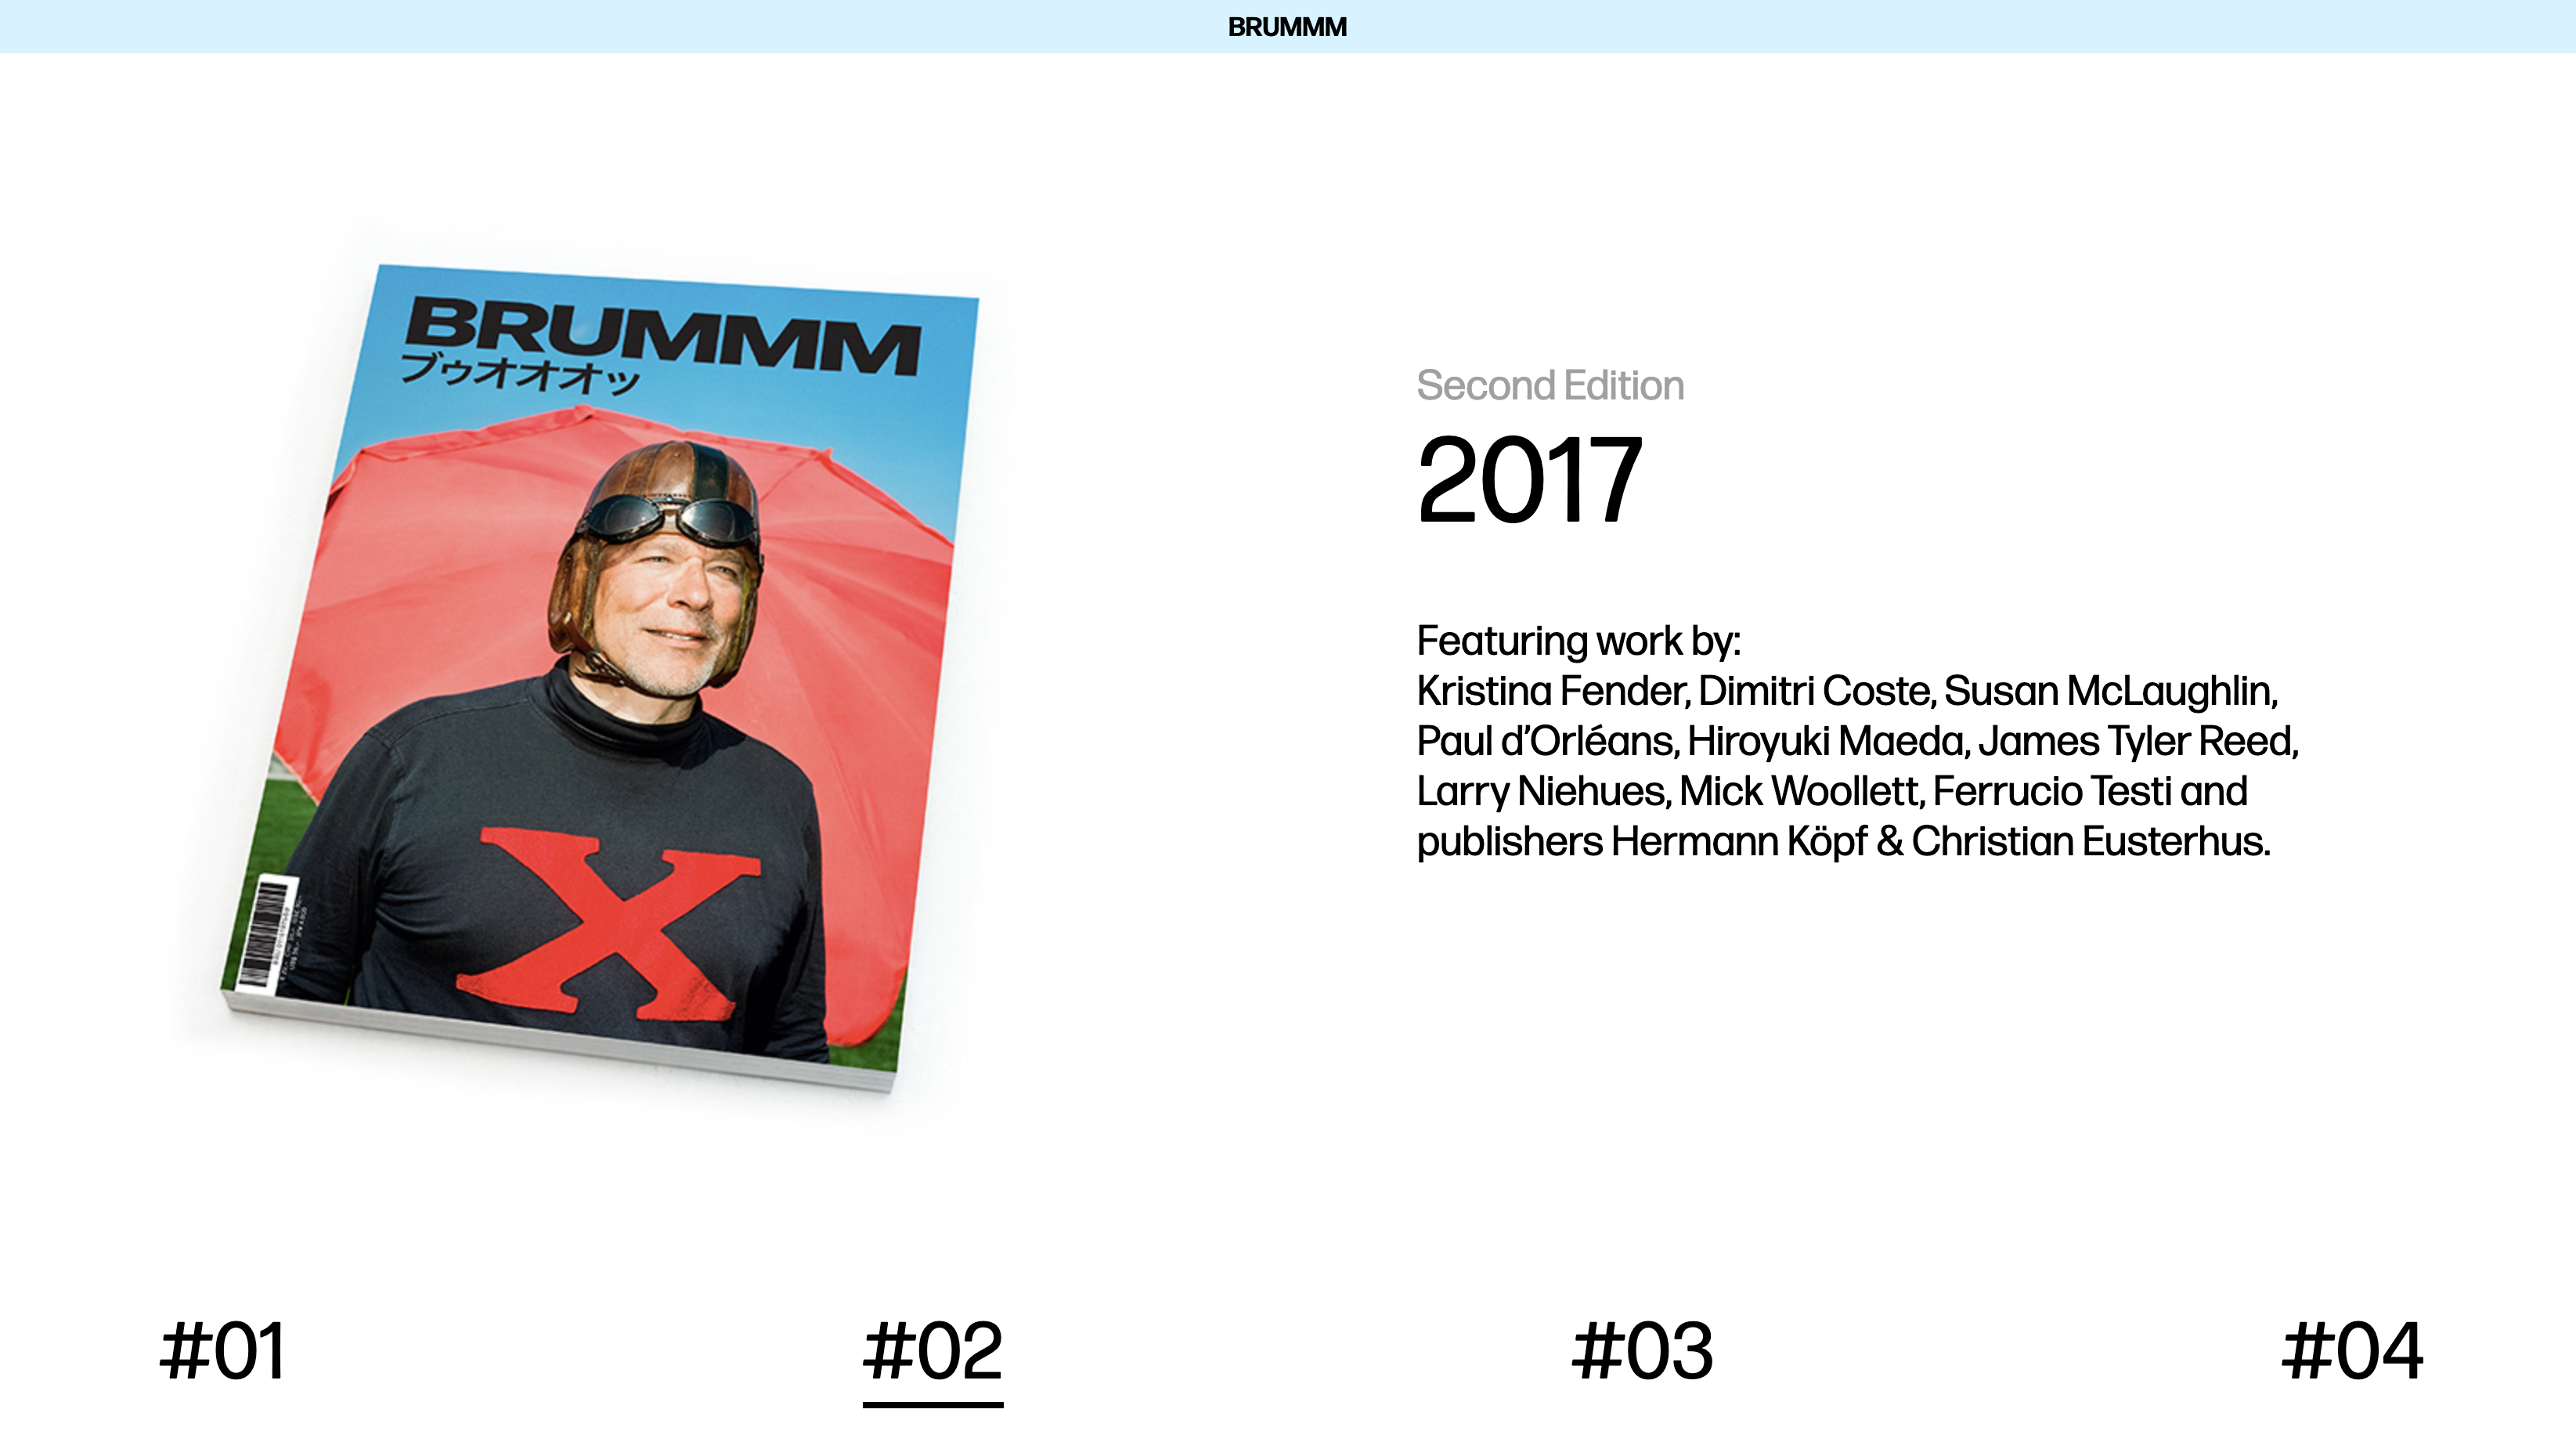 BRUMMM
BRUMMM
ブゥオオオッ
X
Second Edition
2017
Featuring work by:
Kristina Fender, Dimitri Coste, Susan McLaughlin,
Paul d’Orléans, Hiroyuki Maeda, James Tyler Reed,
Larry Niehues, Mick Woollett, Ferrucio Testi and
publishers Hermann Köpf & Christian Eusterhus.
#01
#02
#03
#04